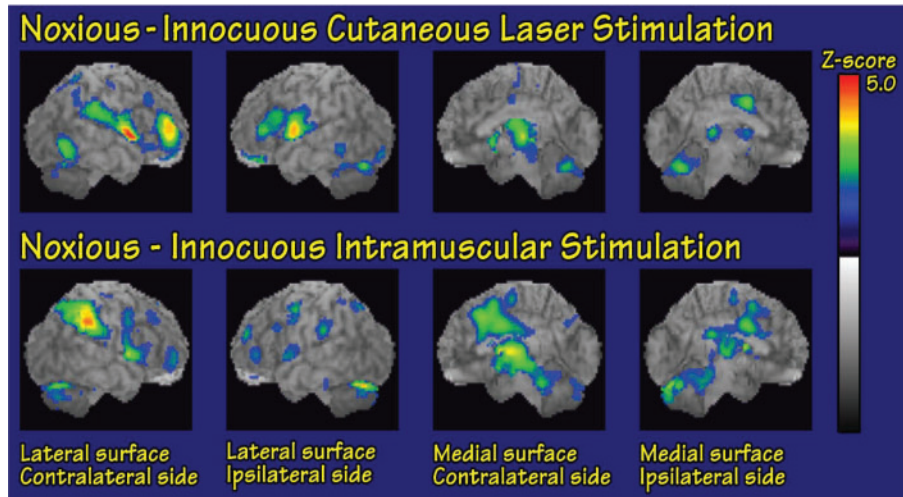 Noxious - Innocuous Cutaneous Laser Stimulation
Z-score
5.0
Noxious - Innocuous Intramuscular Stimulation
Lateral surface
Contralateral side
Lateral surface
Ipsilateral side
Medial surface
Contralateral side
Medial surface
Ipsilateral side